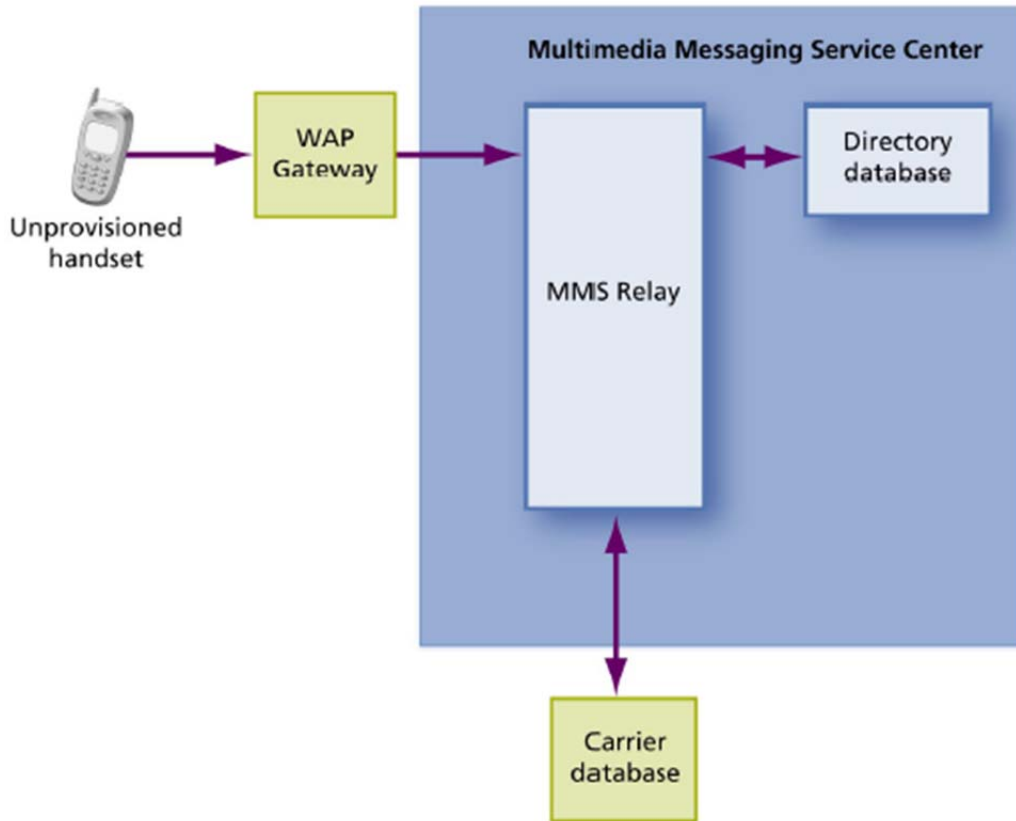 Multimedia Messaging Service Center
Unprovisioned
handset
WAP
Gateway
MMS Relay
Directory
database
Carrier
database